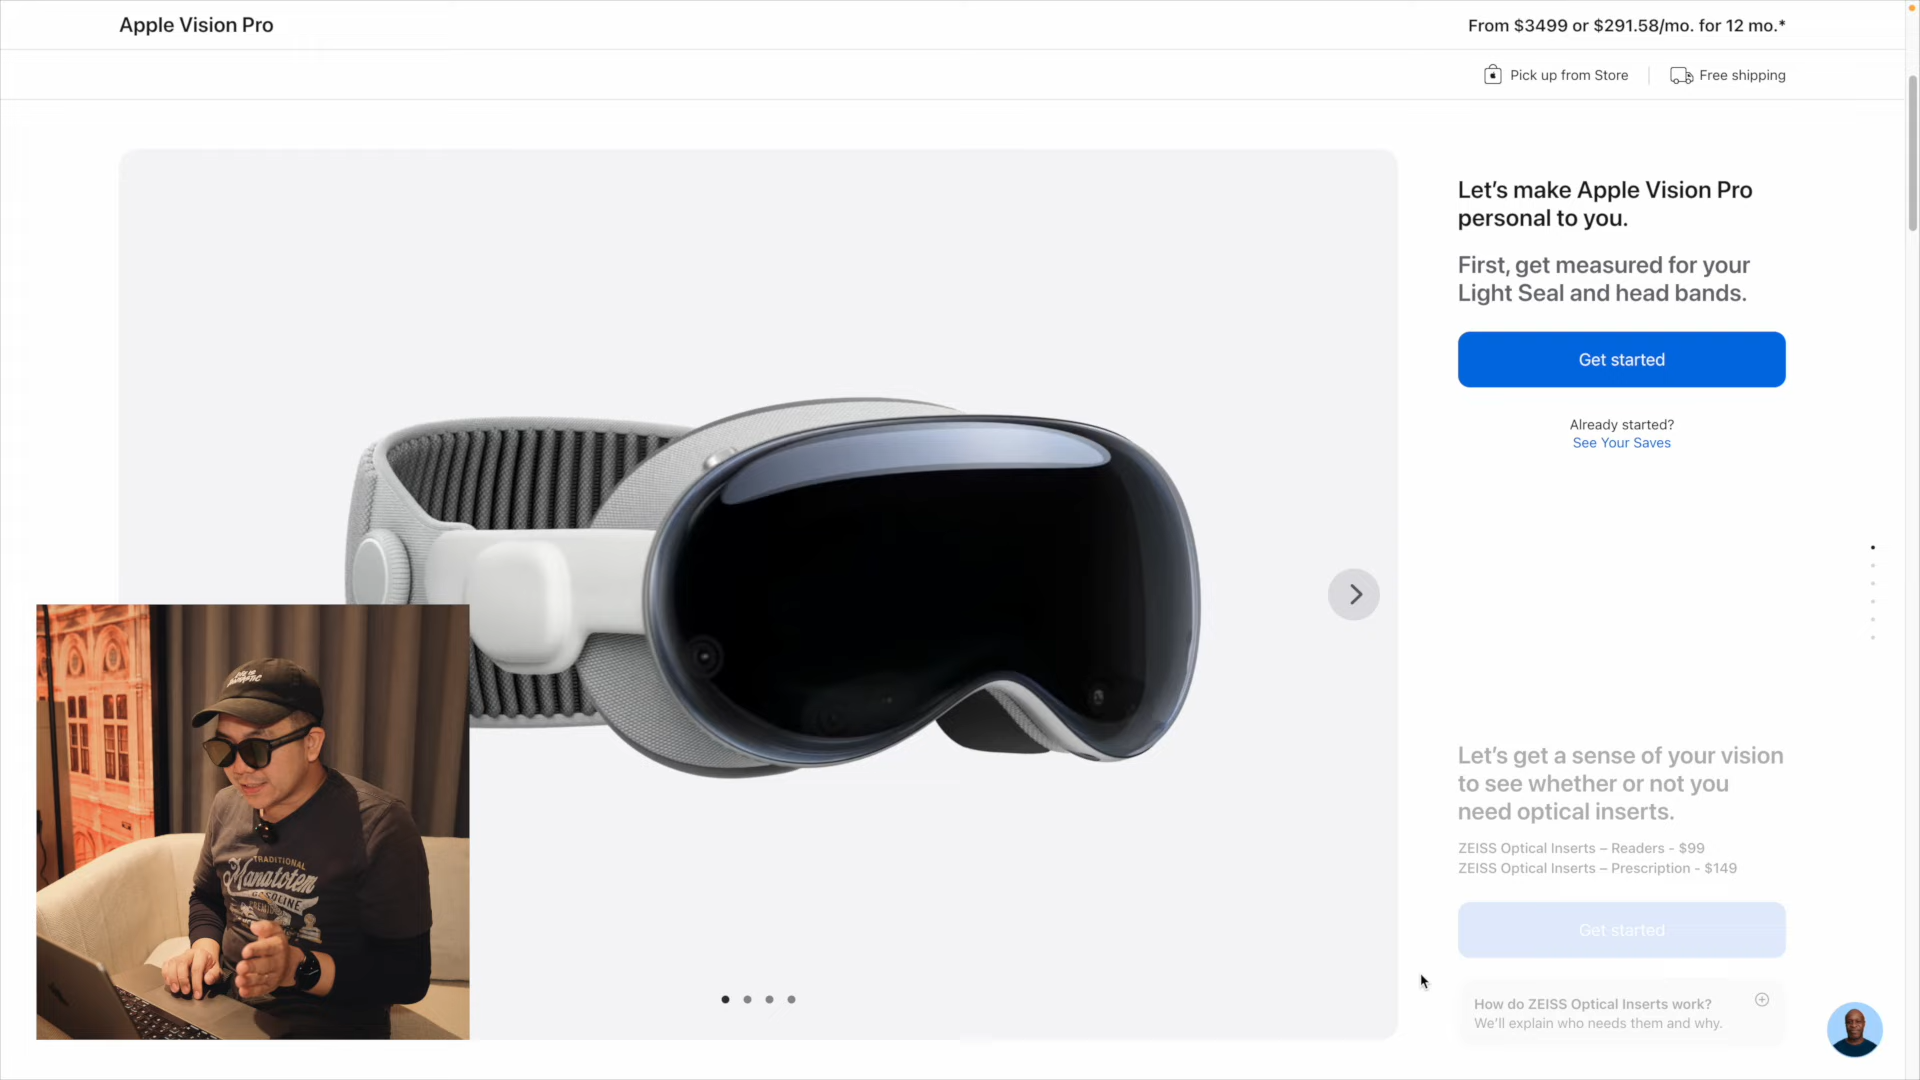 Apple Vision Pro
From $3499 or $291.58/mo. for 12 mo.*
Pick up from Store
Free shipping
Let's make Apple Vision Pro
personal to you.
First, get measured for your
Light Seal and head bands.
Get started
Already started?
See Your Saves
Let's get a sense of your vision
to see whether or not you
need optical inserts.
ZEISS Optical Inserts – Readers - $99
ZEISS Optical Inserts – Prescription - $149
Get started
How do ZEISS Optical Inserts work?
We'll explain who needs them and why.
TRADITIONAL
Manatotem
GASOLINE